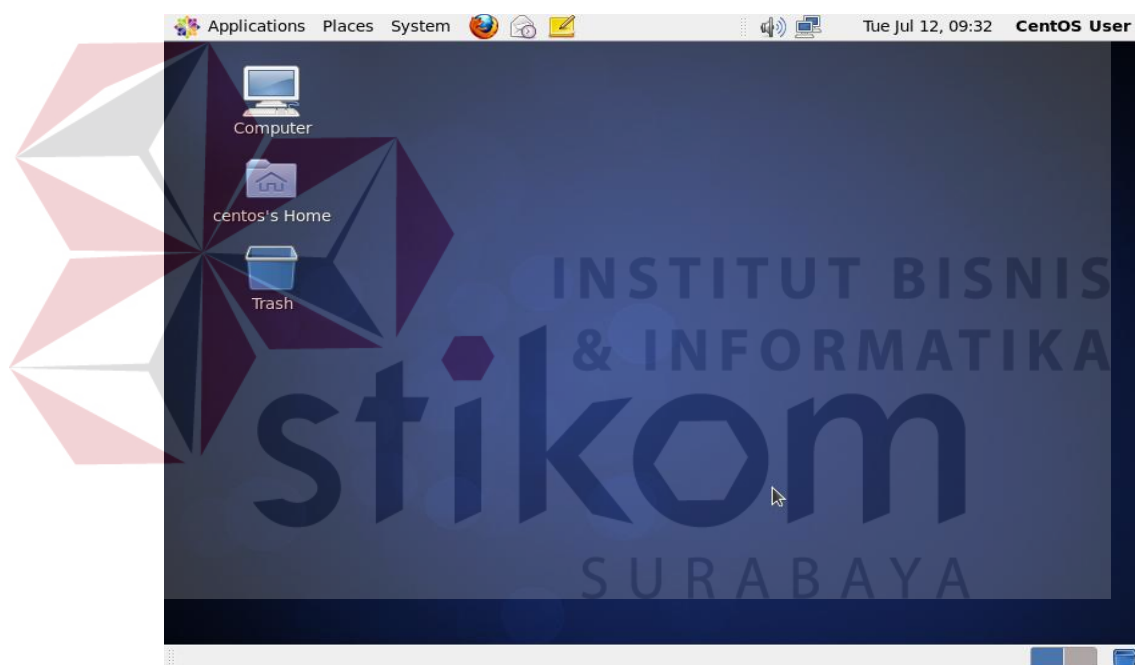 Applications Places System Tue Jul 12, 09:32 CentOS User
Computer
centos's Home
Trash
INSTITUT BISNIS
& INFORMATIKA
stikom
SURABAYA